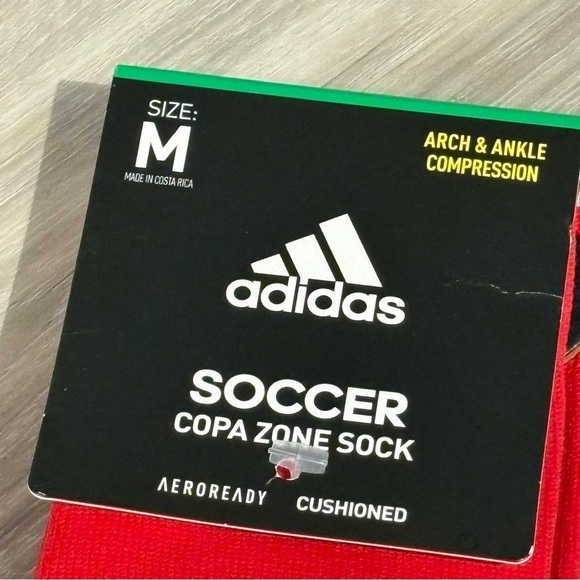 SIZE:
M
MADE IN COSTA RICA
ARCH & ANKLE
COMPRESSION
adidas
SOCCER
COPA ZONE SOCK
AEROREADY CUSHIONED